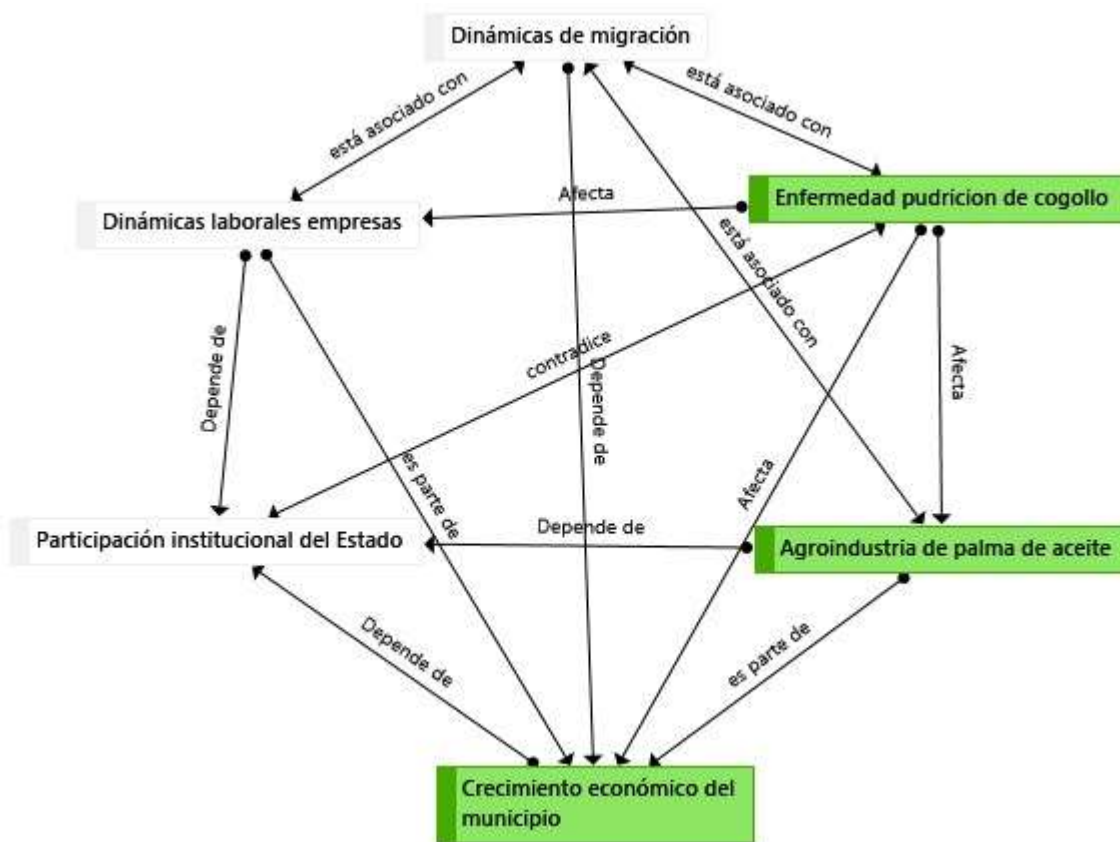 Dinámicas de migración
está asociado con
está asociado con
Enfermedad pudricion de cogollo
Afecta
Dinámicas laborales empresas
está asociado con
contradice
Depende de
Depende de
Afecta
es parte de
Afecta
Participación institucional del Estado
Depende de
Agroindustria de palma de aceite
Depende de
es parte de
Crecimiento económico del
municipio